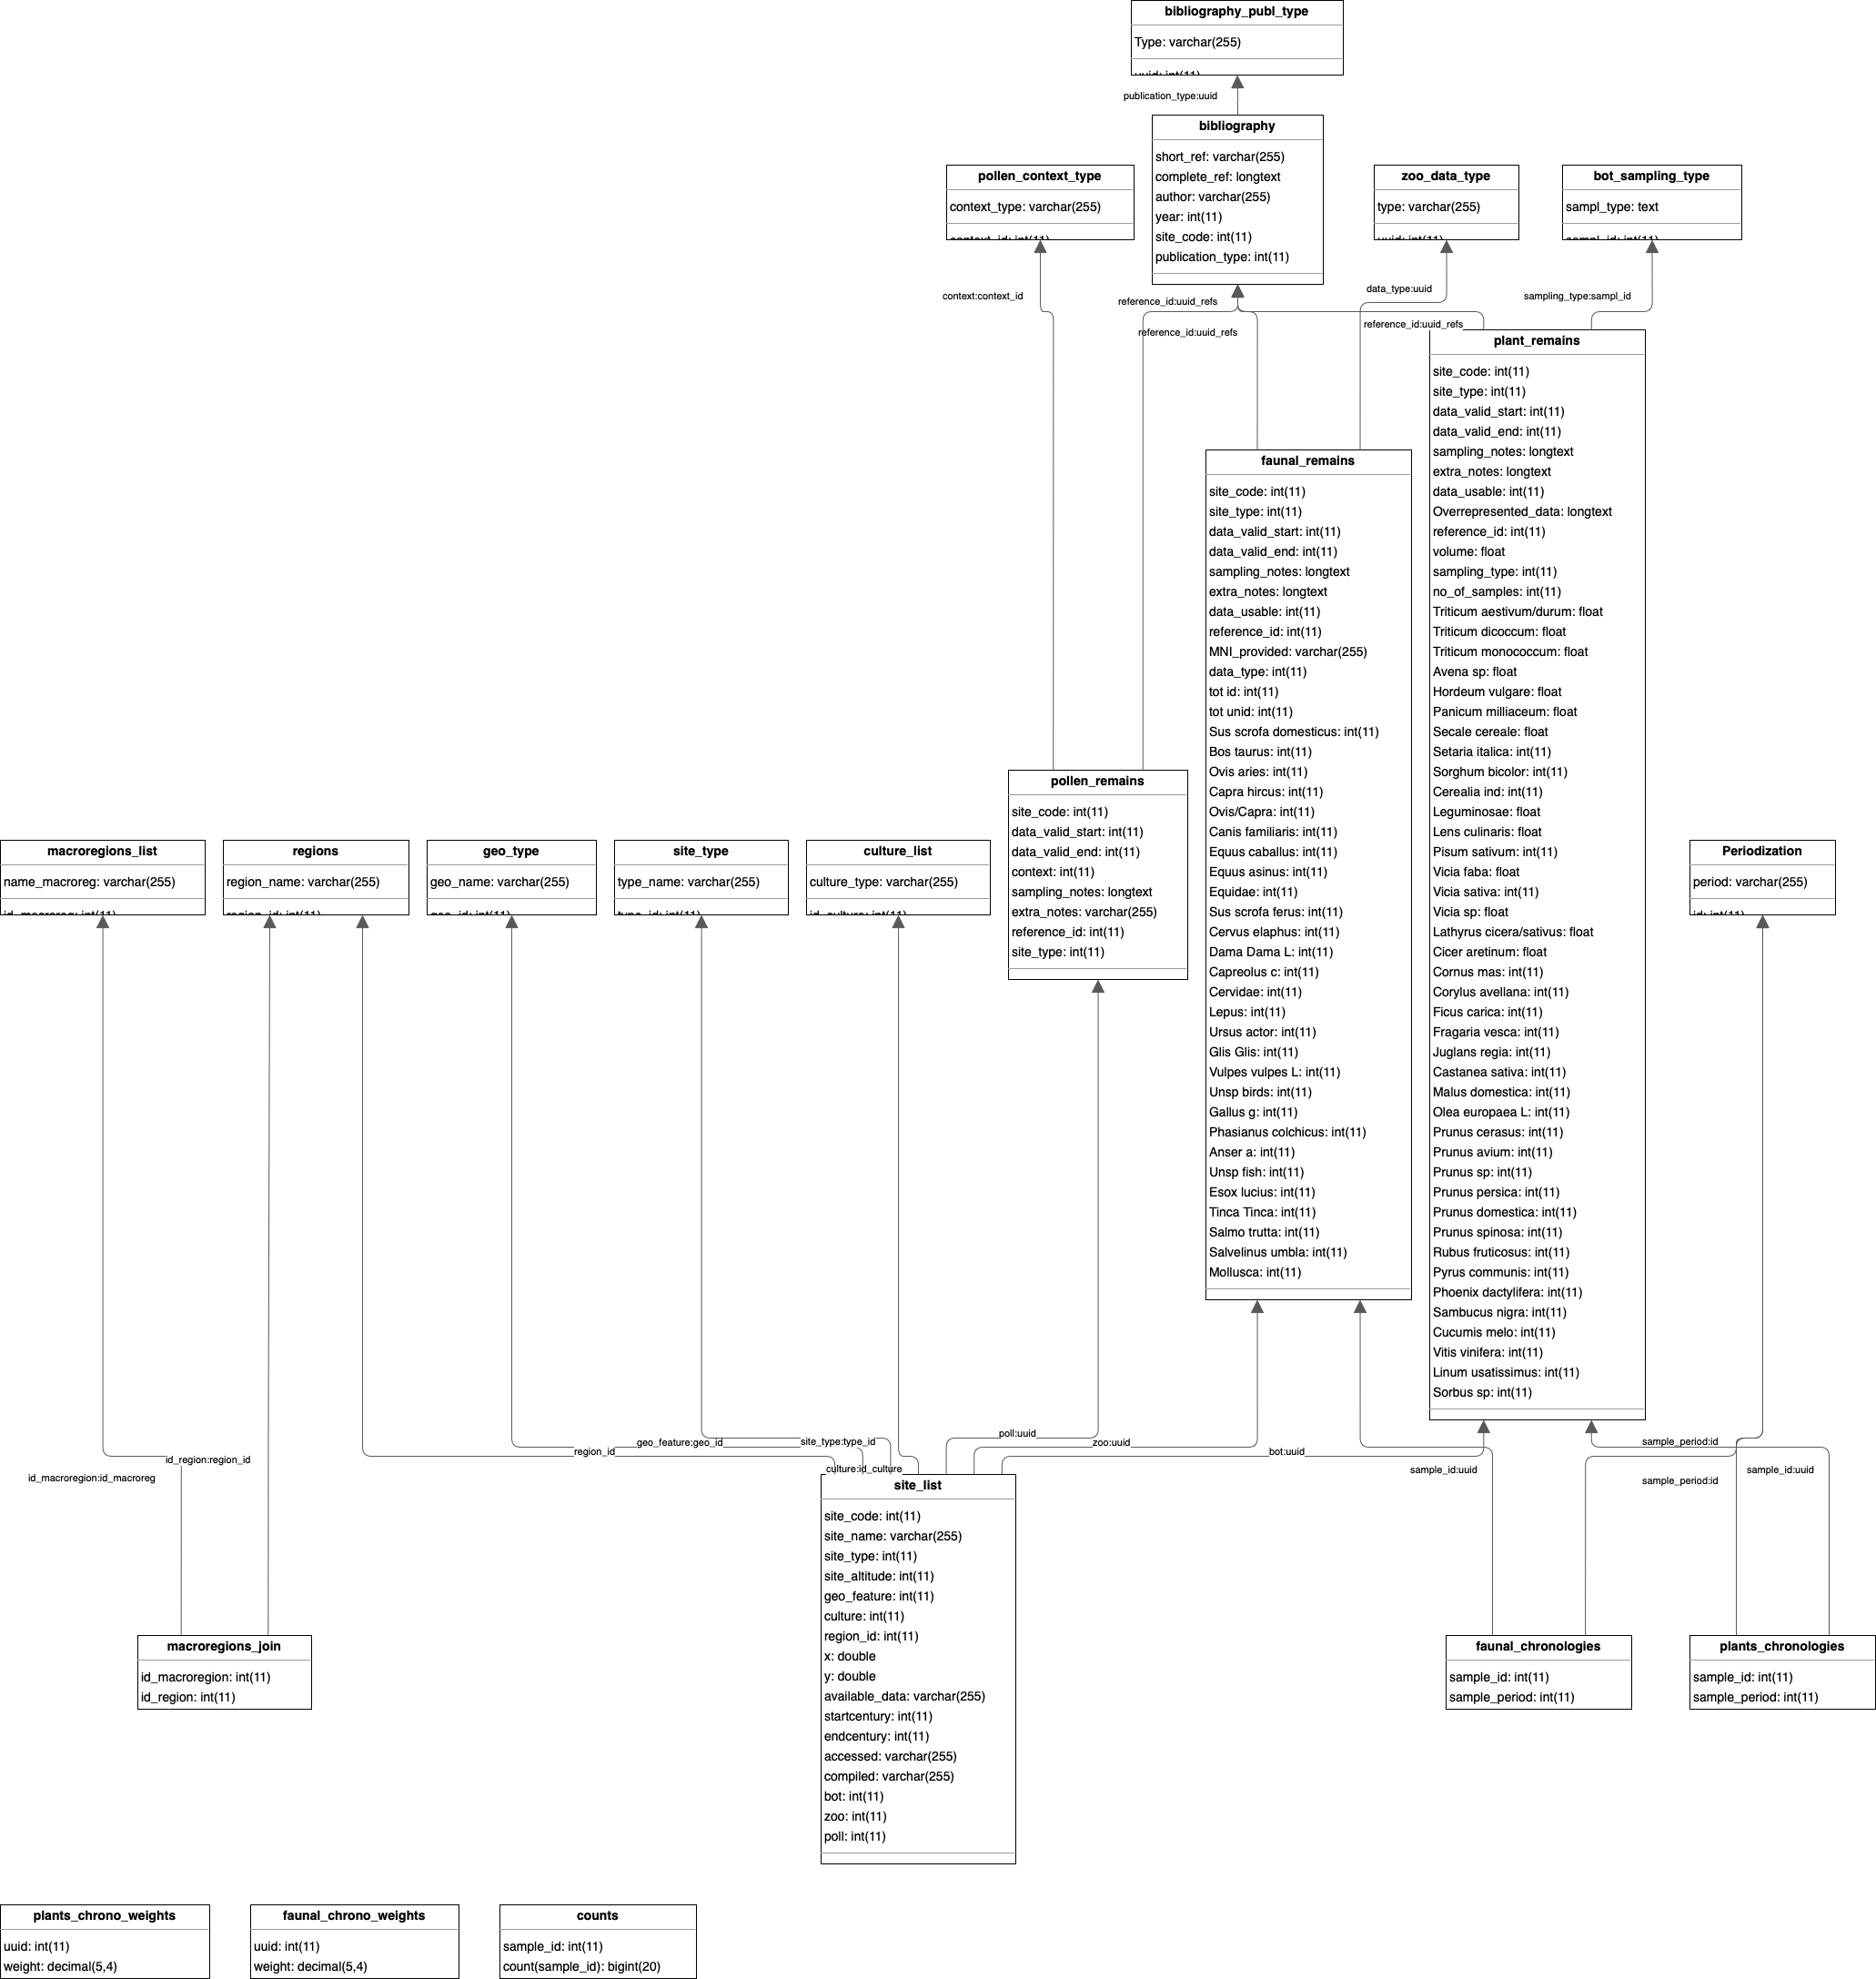 bibliography_publ_type
Type: varchar(255)
uuid: int(11)
publication_type:uuid
bibliography
short_ref: varchar(255)
complete_ref: longtext
author: varchar(255)
year: int(11)
site_code: int(11)
publication_type: int(11)
pollen_context_type
context_type: varchar(255)
context_id: int(11)
zoo_data_type
type: varchar(255)
uuid: int(11)
bot_sampling_type
sampl_type: text
sampl_id: int(11)
context:context_id
reference_id:uuid_refs
reference_id:uuid_refs
data_type:uuid
reference_id:uuid_refs
sampling_type:sampl_id
plant_remains
site_code: int(11)
site_type: int(11)
data_valid_start: int(11)
data_valid_end: int(11)
sampling_notes: longtext
extra_notes: longtext
data_usable: int(11)
Overrepresented_data: longtext
reference_id: int(11)
volume: float
sampling_type: int(11)
no_of_samples: int(11)
Triticum aestivum/durum: float
Triticum dicoccum: float
Triticum monococcum: float
Avena sp: float
Hordeum vulgare: float
Panicum milliaceum: float
Secale cereale: float
Setaria italica: int(11)
Sorghum bicolor: int(11)
Cerealia ind: int(11)
Leguminosae: float
Lens culinaris: float
Pisum sativum: int(11)
Vicia faba: float
Vicia sativa: int(11)
Vicia sp: float
Lathyrus cicera/sativus: float
Cicer aretinum: float
Cornus mas: int(11)
Corylus avellana: int(11)
Ficus carica: int(11)
Fragaria vesca: int(11)
Juglans regia: int(11)
Castanea sativa: int(11)
Malus domestica: int(11)
Olea europaea L: int(11)
Prunus cerasus: int(11)
Prunus avium: int(11)
Prunus sp: int(11)
Prunus persica: int(11)
Prunus domestica: int(11)
Prunus spinosa: int(11)
Rubus fruticosus: int(11)
Pyrus communis: int(11)
Phoenix dactylifera: int(11)
Sambucus nigra: int(11)
Cucumis melo: int(11)
Vitis vinifera: int(11)
Linum usatissimus: int(11)
Sorbus sp: int(11)
faunal_remains
site_code: int(11)
site_type: int(11)
data_valid_start: int(11)
data_valid_end: int(11)
sampling_notes: longtext
extra_notes: longtext
data_usable: int(11)
reference_id: int(11)
MNI_provided: varchar(255)
data_type: int(11)
tot id: int(11)
tot unid: int(11)
Sus scrofa domesticus: int(11)
Bos taurus: int(11)
Ovis aries: int(11)
Capra hircus: int(11)
Ovis/Capra: int(11)
Canis familiaris: int(11)
Equus caballus: int(11)
Equus asinus: int(11)
Equidae: int(11)
Sus scrofa ferus: int(11)
Cervus elaphus: int(11)
Dama Dama L: int(11)
Capreolus c: int(11)
Cervidae: int(11)
Lepus: int(11)
Ursus actor: int(11)
Glis Glis: int(11)
Vulpes vulpes L: int(11)
Unsp birds: int(11)
Gallus g: int(11)
Phasianus colchicus: int(11)
Anser a: int(11)
Unsp fish: int(11)
Esox lucius: int(11)
Tinca Tinca: int(11)
Salmo trutta: int(11)
Salvelinus umbla: int(11)
Mollusca: int(11)
pollen_remains
site_code: int(11)
data_valid_start: int(11)
data_valid_end: int(11)
context: int(11)
sampling_notes: longtext
extra_notes: varchar(255)
reference_id: int(11)
site_type: int(11)
macroregions_list
name_macroreg: varchar(255)
id_macroreg: int(11)
regions
region_name: varchar(255)
region_id: int(11)
geo_type
geo_name: varchar(255)
geo_id: int(11)
site_type
type_name: varchar(255)
type_id: int(11)
culture_list
culture_type: varchar(255)
id_culture: int(11)
Periodization
period: varchar(255)
id: int(11)
id_macroregion:id_macroreg
id_region:region_id
region_id
geo_feature:geo_id
site_type:type_id
culture:id_culture
poll:uuid
zoo:uuid
bot:uuid
sample_id:uuid
sample_period:id
sample_period:id
sample_id:uuid
site_list
site_code: int(11)
site_name: varchar(255)
site_type: int(11)
site_altitude: int(11)
geo_feature: int(11)
culture: int(11)
region_id: int(11)
x: double
y: double
available_data: varchar(255)
startcentury: int(11)
endcentury: int(11)
accessed: varchar(255)
compiled: varchar(255)
bot: int(11)
zoo: int(11)
poll: int(11)
macroregions_join
id_macroregion: int(11)
id_region: int(11)
faunal_chronologies
sample_id: int(11)
sample_period: int(11)
plants_chronologies
sample_id: int(11)
sample_period: int(11)
plants_chrono_weights
uuid: int(11)
weight: decimal(5,4)
faunal_chrono_weights
uuid: int(11)
weight: decimal(5,4)
counts
sample_id: int(11)
count(sample_id): bigint(20)